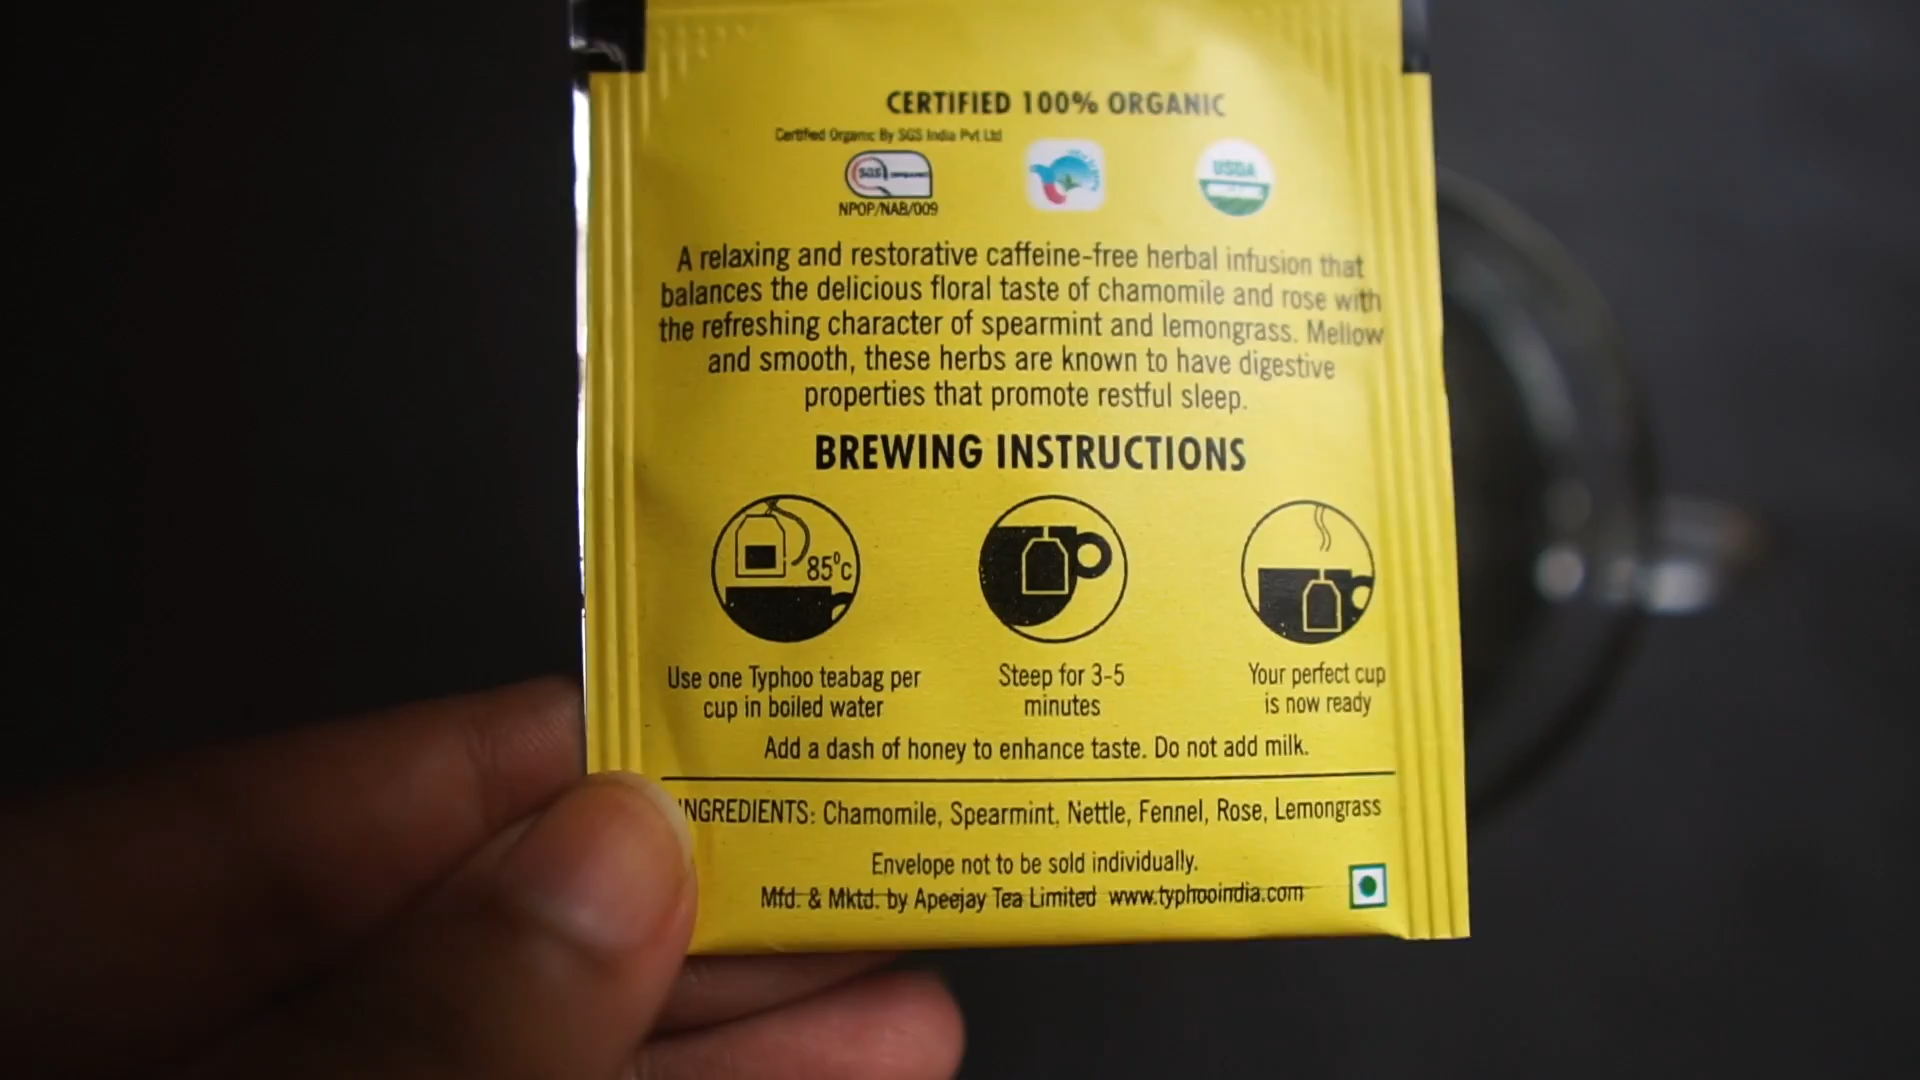 CERTIFIED 100% ORGANIC
Certified Organic By SGS India Pvt Ltd
SGS
USDA
NPOP/NAB/009
A relaxing and restorative caffeine-free herbal infusion that
balances the delicious floral taste of chamomile and rose with
the refreshing character of spearmint and lemongrass. Mellow
and smooth, these herbs are known to have digestive
properties that promote restful sleep.
BREWING INSTRUCTIONS
85°c
Use one Typhoo teabag per
cup in boiled water
Steep for 3-5
minutes
Your perfect cup
is now ready
Add a dash of honey to enhance taste. Do not add milk.
INGREDIENTS: Chamomile, Spearmint, Nettle, Fennel, Rose, Lemongrass
Envelope not to be sold individually.
Mfd. & Mktd. by Apeejay Tea Limited www.typhooindia.com